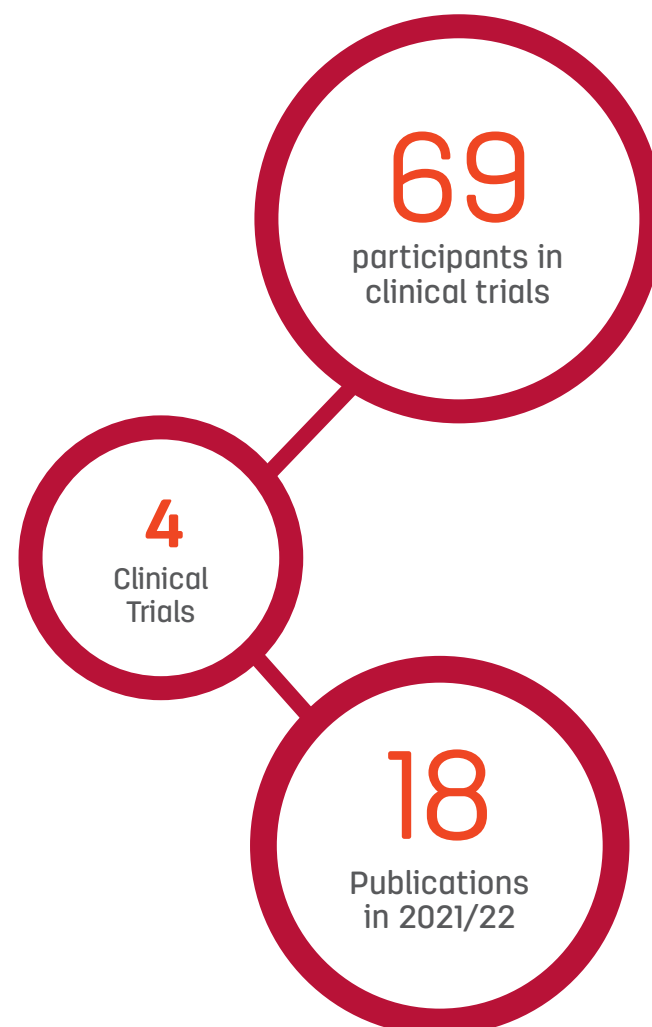 69
participants in
clinical trials
4
Clinical
Trials
18
Publications
in 2021/22